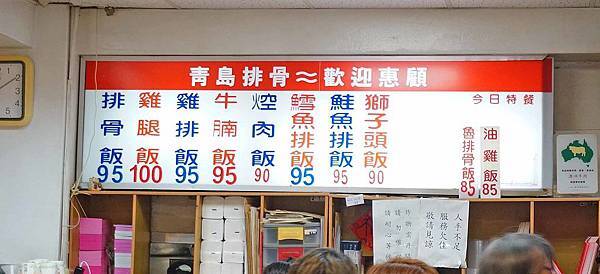 青島排骨≈歡迎惠顧
排骨飯95
雞腿飯100
雞排飯95
牛腩飯95
焢肉飯90
鱈魚排飯95
鮭魚排飯95
獅子頭飯90
今日特餐
魯排骨飯85
油雞飯85
人手不足
服務欠佳
敬請見諒